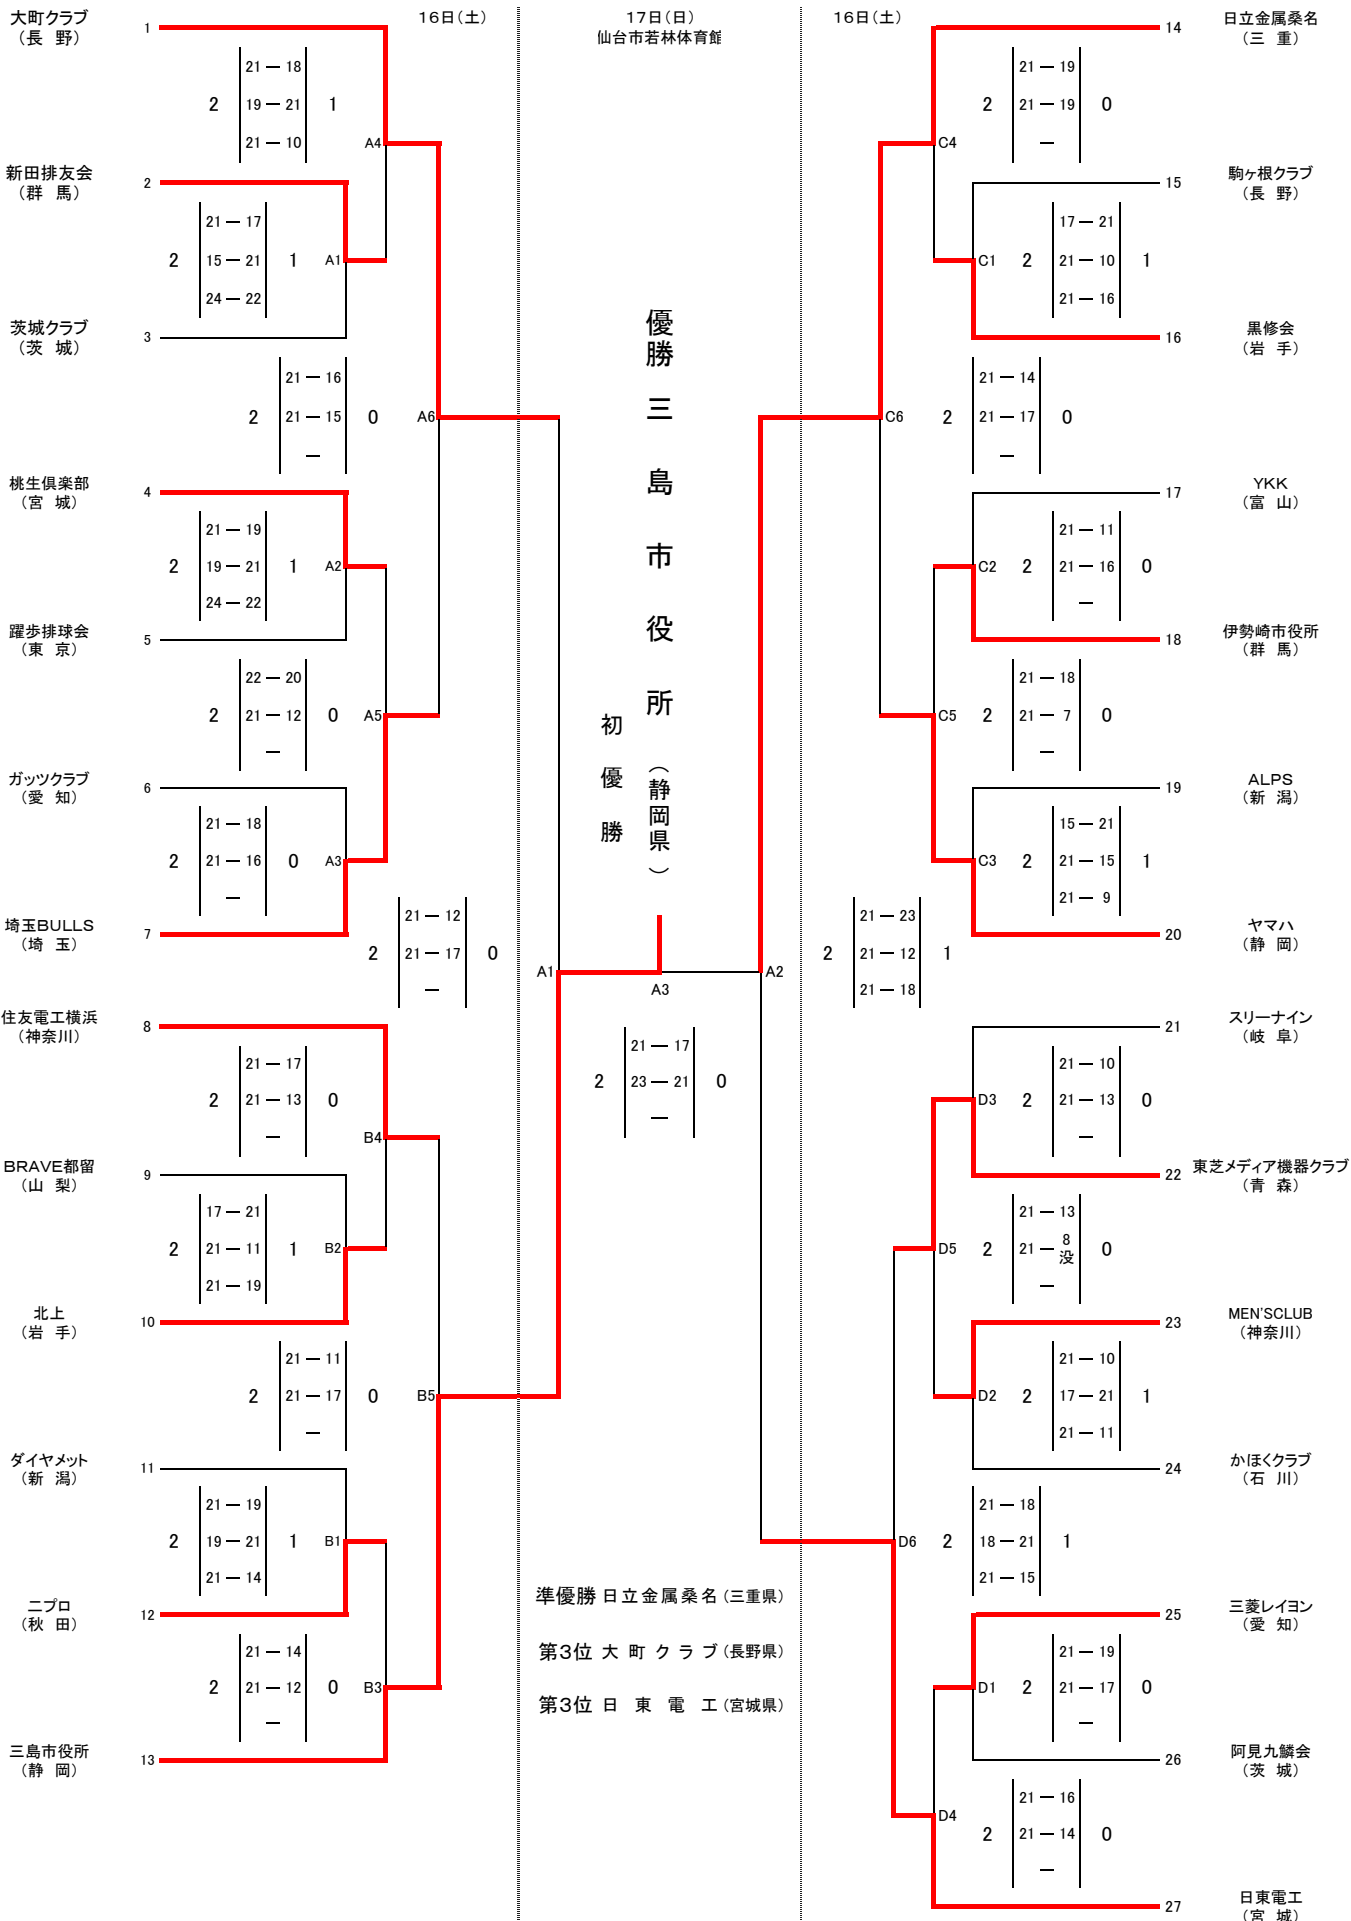 16日(土)
17日(日)
仙台市若林体育館
16日(土)
大町クラブ
(長 野)
1
21 — 18
2 19 — 21 1
21 — 10
A4
新田排友会
(群 馬)
2
21 — 17
2 15 — 21 1
24 — 22
A1
茨城クラブ
(茨 城)
3
21 — 16
2 21 — 15 0
—
A6
桃生倶楽部
(宮 城)
4
21 — 19
2 19 — 21 1
24 — 22
A2
躍歩排球会
(東 京)
5
22 — 20
2 21 — 12 0
—
A5
ガッツクラブ
(愛 知)
6
21 — 18
2 21 — 16 0
—
A3
埼玉BULLS
(埼 玉)
7
21 — 12
2 21 — 17 0
—
A1
住友電工横浜
(神奈川)
8
21 — 17
2 21 — 13 0
—
B4
BRAVE都留
(山 梨)
9
17 — 21
2 21 — 11 1
21 — 19
B2
北上
(岩 手)
10
21 — 11
2 21 — 17 0
—
B5
ダイヤメット
(新 潟)
11
21 — 19
2 19 — 21 1
21 — 14
B1
ニプロ
(秋 田)
12
21 — 14
2 21 — 12 0
—
B3
三島市役所
(静 岡)
13
優勝 三島市役所(静岡県)
初優勝
A3
21 — 17
2 23 — 21 0
—
準優勝 日立金属桑名(三重県)
第3位 大町クラブ(長野県)
第3位 日東電工(宮城県)
14
日立金属桑名
(三 重)
21 — 19
2 21 — 19 0
—
C4
15
駒ヶ根クラブ
(長 野)
17 — 21
C1 2 21 — 10 1
21 — 16
16
黒修会
(岩 手)
21 — 14
C6 2 21 — 17 0
—
17
YKK
(富 山)
21 — 11
C2 2 21 — 16 0
—
18
伊勢崎市役所
(群 馬)
21 — 18
C5 2 21 — 7 0
—
19
ALPS
(新 潟)
15 — 21
C3 2 21 — 15 1
21 — 9
20
ヤマハ
(静 岡)
21 — 23
A2 2 21 — 12 1
21 — 18
21
スリーナイン
(岐 阜)
21 — 10
D3 2 21 — 13 0
—
22
東芝メディア機器クラブ
(青 森)
21 — 13
D5 2 21 — 8没 0
—
23
MEN'SCLUB
(神奈川)
21 — 10
D2 2 17 — 21 1
21 — 11
24
かほくクラブ
(石 川)
21 — 18
D6 2 18 — 21 1
21 — 15
25
三菱レイヨン
(愛 知)
21 — 19
D1 2 21 — 17 0
—
26
阿見九鱗会
(茨 城)
21 — 16
D4 2 21 — 14 0
—
27
日東電工
(宮 城)